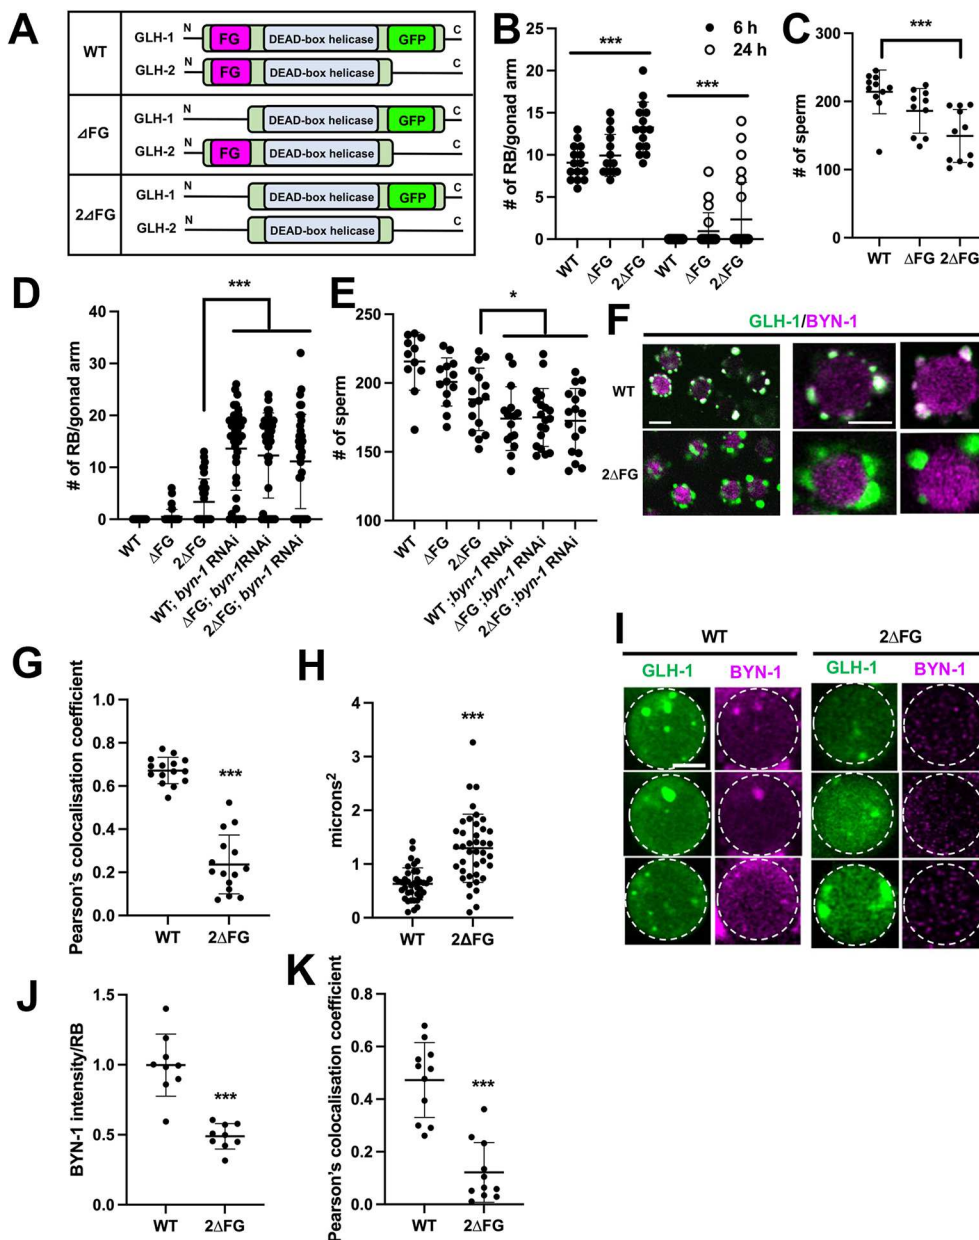 A
WT
GLH-1
N
FG
DEAD-box helicase
GFP
C
GLH-2
N
FG
DEAD-box helicase
C
⊿FG
GLH-1
N
DEAD-box helicase
GFP
C
GLH-2
N
FG
DEAD-box helicase
C
2⊿FG
GLH-1
N
DEAD-box helicase
GFP
C
GLH-2
N
DEAD-box helicase
C
B
6 h
24 h
***
***
# of RB/gonad arm
25
20
15
10
5
0
WT
ΔFG
2ΔFG
WT
ΔFG
2ΔFG
C
***
# of sperm
300
200
100
0
WT
ΔFG
2ΔFG
D
***
# of RB/gonad arm
40
30
20
10
0
WT
ΔFG
2ΔFG
WT; byn-1 RNAi
ΔFG; byn-1RNAi
2ΔFG; byn-1 RNAi
E
*
# of sperm
250
200
150
100
WT
ΔFG
2ΔFG
WT ;byn-1 RNAi
ΔFG ;byn-1 RNAi
2ΔFG ;byn-1 RNAi
F
GLH-1/BYN-1
WT
2ΔFG
G
Pearson's colocalisation coefficient
1.0
0.8
0.6
0.4
0.2
0.0
***
WT
2ΔFG
H
microns2
4
3
2
1
0
***
WT
2ΔFG
I
WT
2ΔFG
GLH-1
BYN-1
GLH-1
BYN-1
J
BYN-1 intensity/RB
1.5
1.0
0.5
0.0
***
WT
2ΔFG
K
Pearson's colocalisation coefficient
0.8
0.6
0.4
0.2
0.0
***
WT
2ΔFG